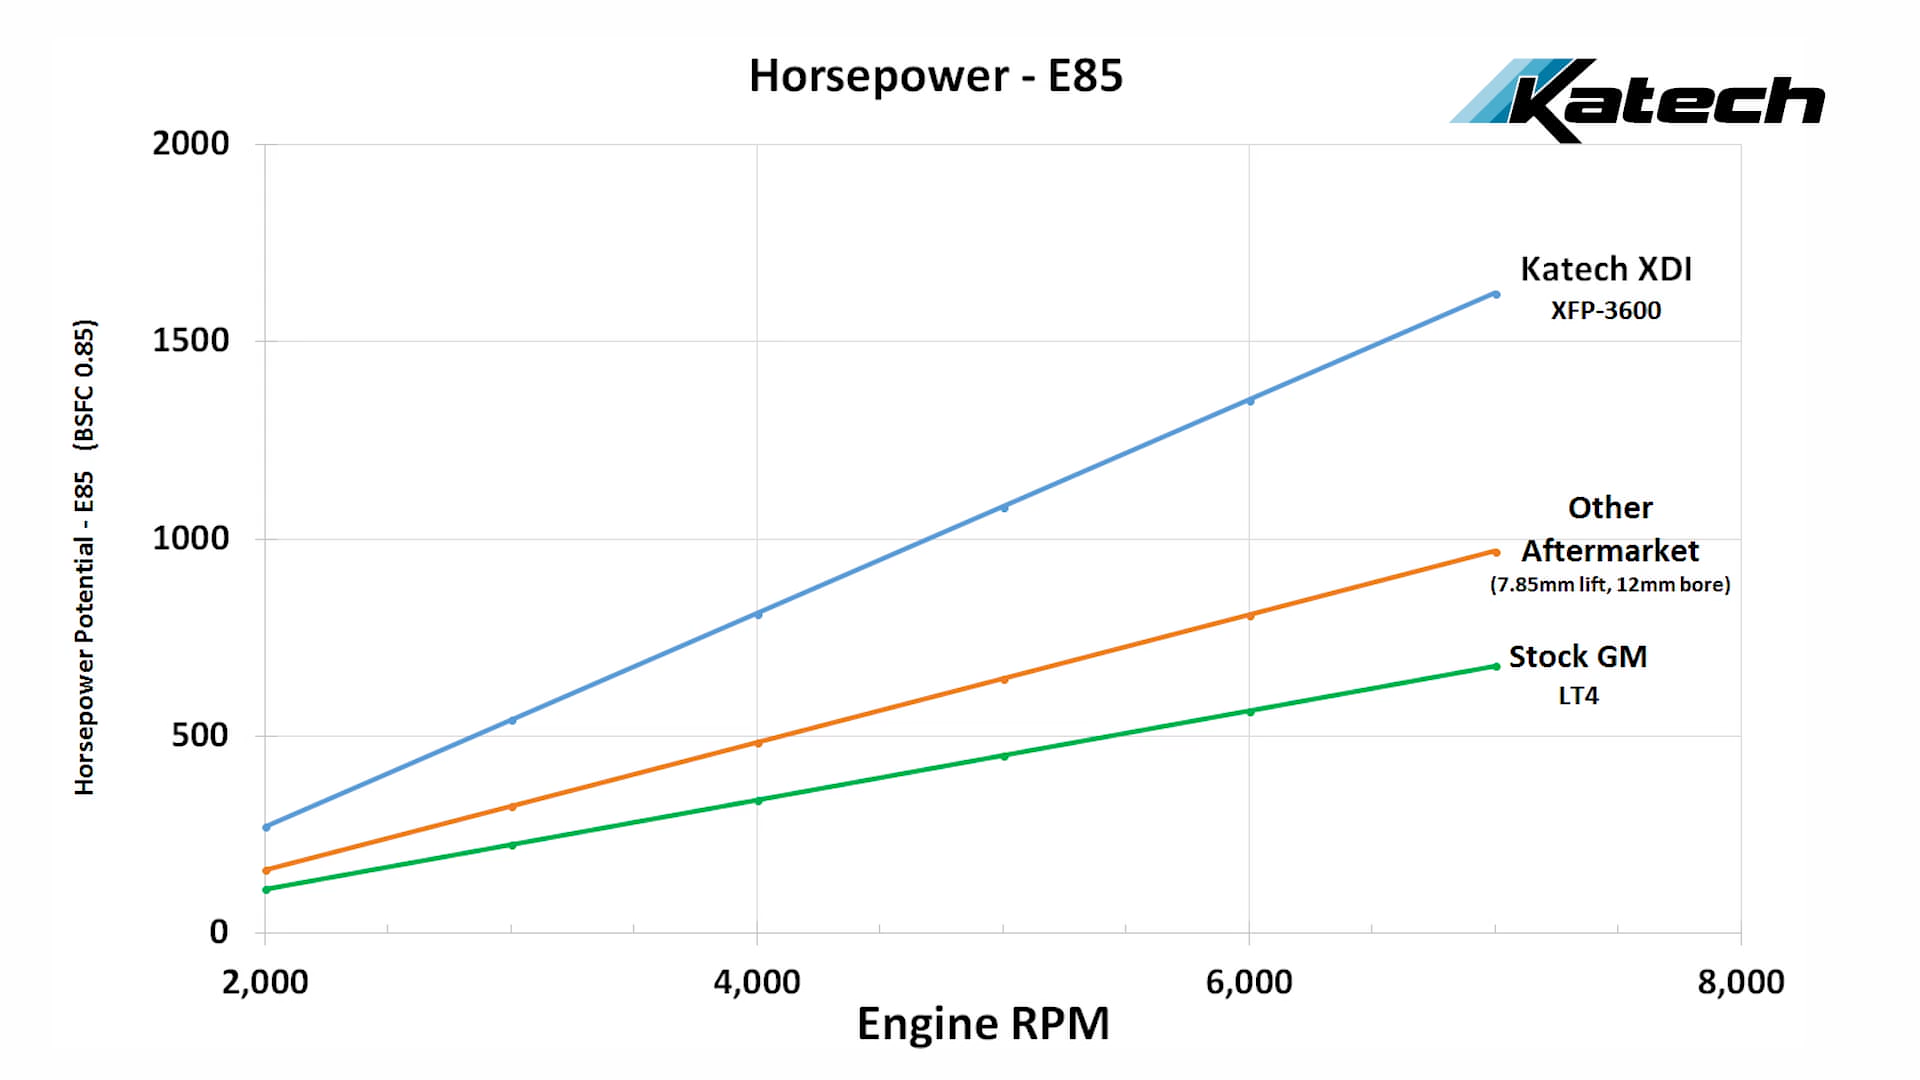 Horsepower - E85
Katech
2000
1500
1000
500
0
Horsepower Potential - E85 (BSFC 0.85)
Katech XDI
XFP-3600
Other
Aftermarket
(7.85mm lift, 12mm bore)
Stock GM
LT4
2,000
4,000
6,000
8,000
Engine RPM